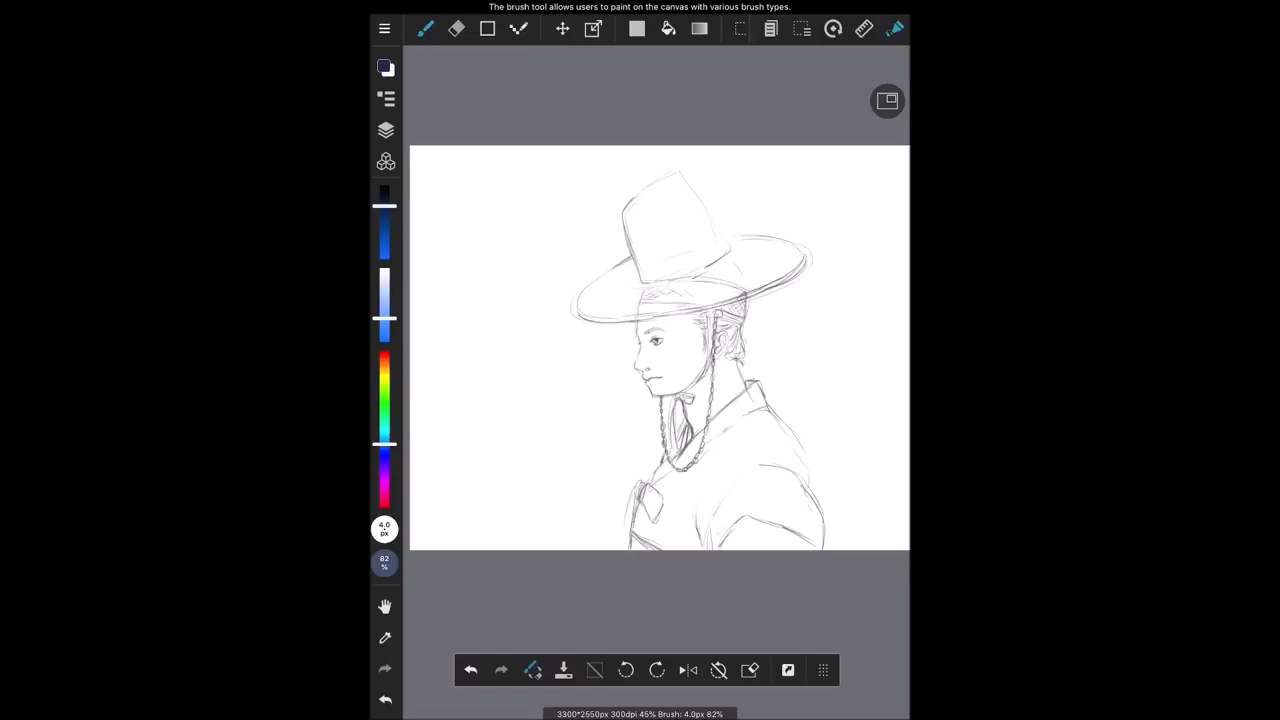 The brush tool allows users to paint on the canvas with various brush types.
4.0
px
82
%
3300*2550px 300dpi 45% Brush: 4.0px 82%